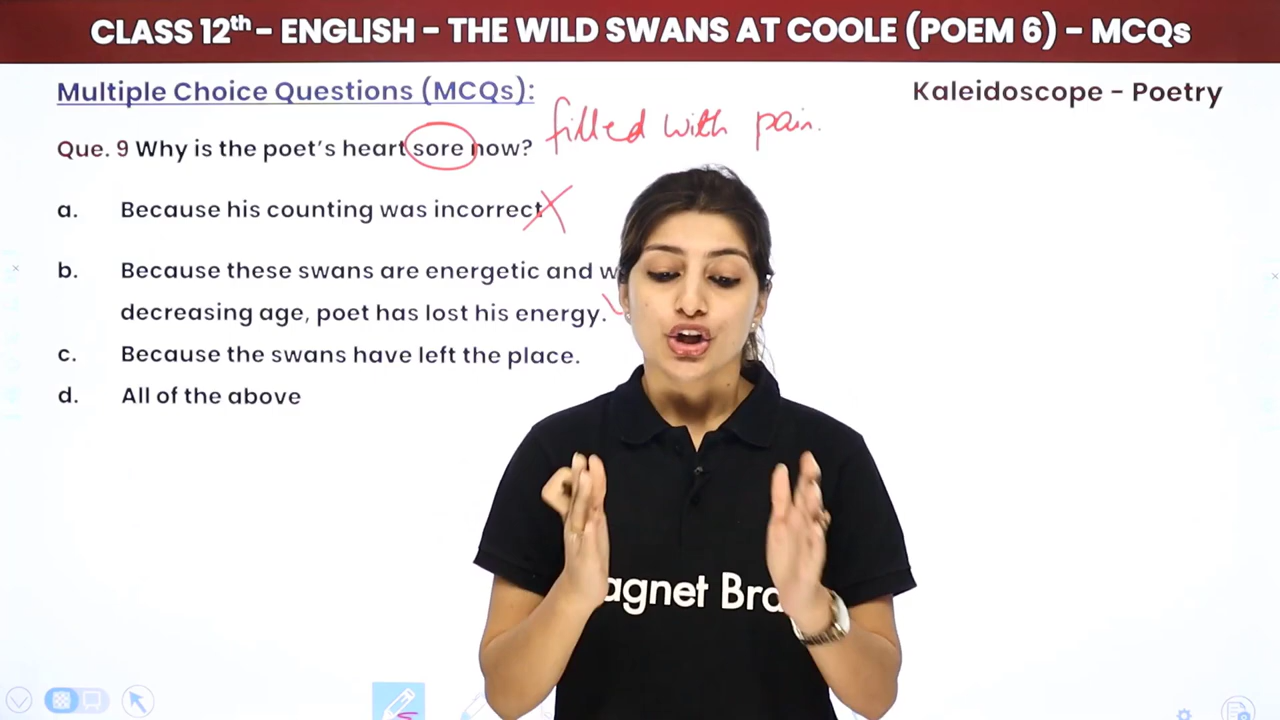 CLASS 12th – ENGLISH – THE WILD SWANS AT COOLE (POEM 6) – MCQs
Multiple Choice Questions (MCQs):
Kaleidoscope – Poetry
filled with pain.
Que. 9 Why is the poet's heart sore now?
a. Because his counting was incorrect
b. Because these swans are energetic and
decreasing age, poet has lost his energy.
c. Because the swans have left the place.
d. All of the above
agnet Bra